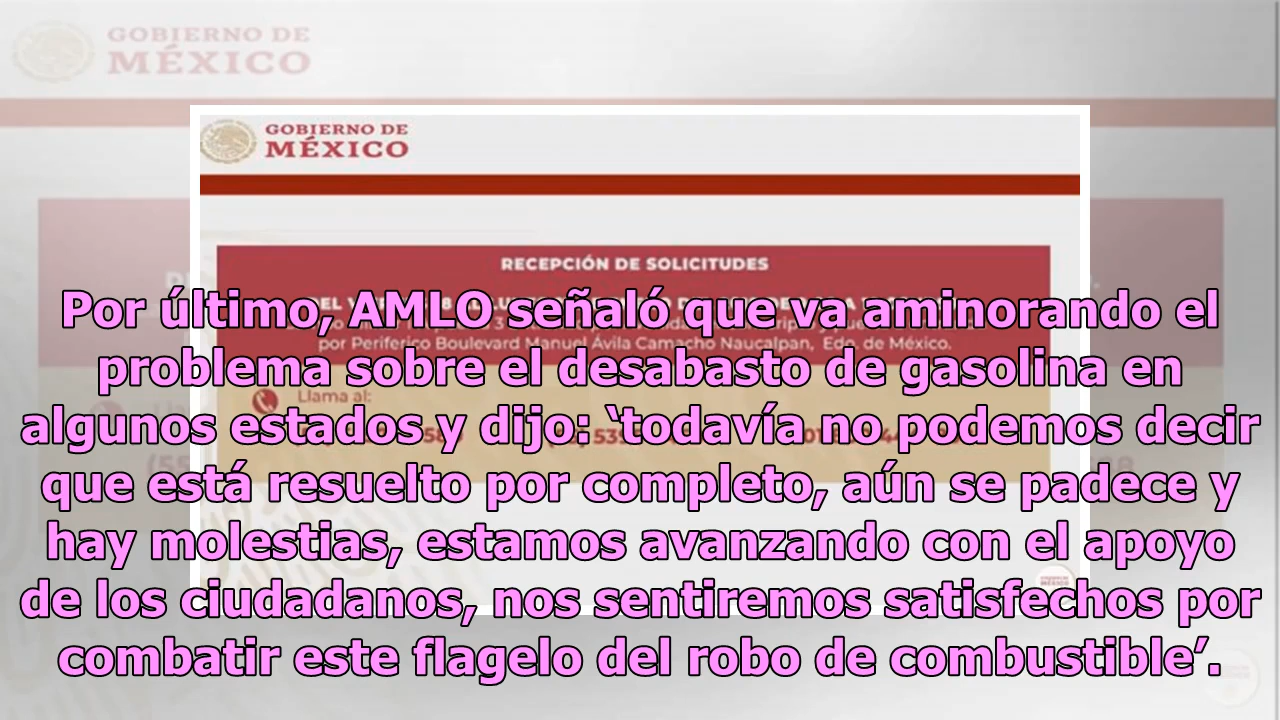 GOBIERNO DE
MÉXICO
GOBIERNO DE
MÉXICO
RECEPCIÓN DE SOLICITUDES
Por último, AMLO señaló que va aminorando el
por Periferico Boulevard Manuel Ávila Camacho Naucalpan, Edo. de México.
problema sobre el desabasto de gasolina en
Llama al:
algunos estados y dijo: ‘todavía no podemos decir
que está resuelto por completo, aún se padece y
hay molestias, estamos avanzando con el apoyo
de los ciudadanos, nos sentiremos satisfechos por
combatir este flagelo del robo de combustible’.